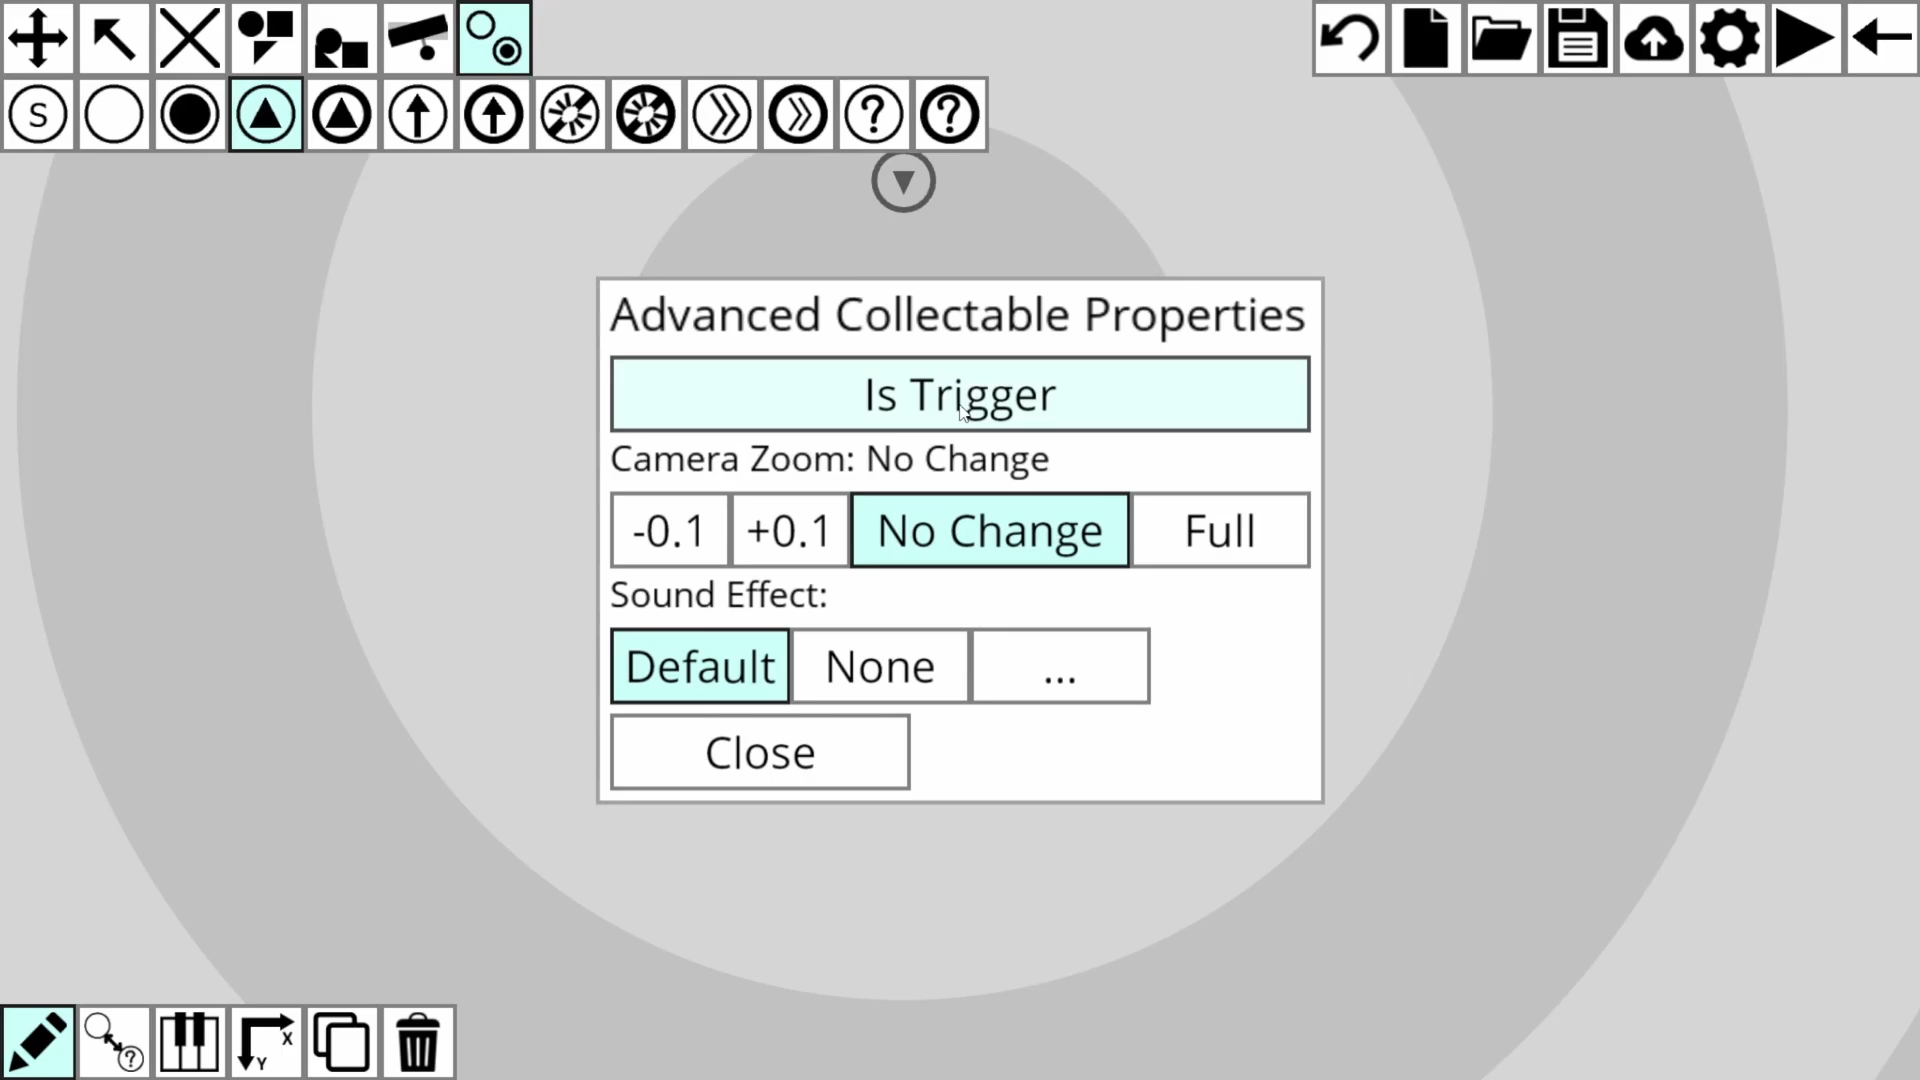 S
? ?
Advanced Collectable Properties
Is Trigger
Camera Zoom: No Change
-0.1 +0.1 No Change Full
Sound Effect:
Default None ...
Close
? Y X